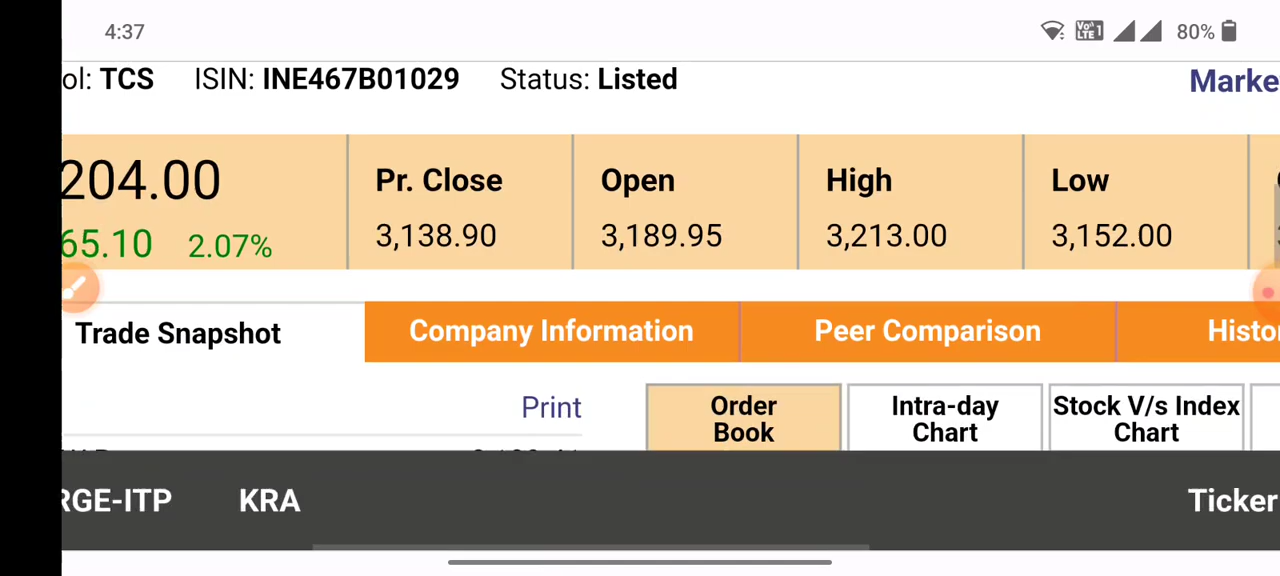 4:37 80%
ol: TCS ISIN: INE467B01029 Status: Listed Marke
204.00 Pr. Close Open High Low
65.10 2.07% 3,138.90 3,189.95 3,213.00 3,152.00
Trade Snapshot Company Information Peer Comparison Histo
Print Order Book Intra-day Chart Stock V/s Index Chart
RGE-ITP KRA Ticker